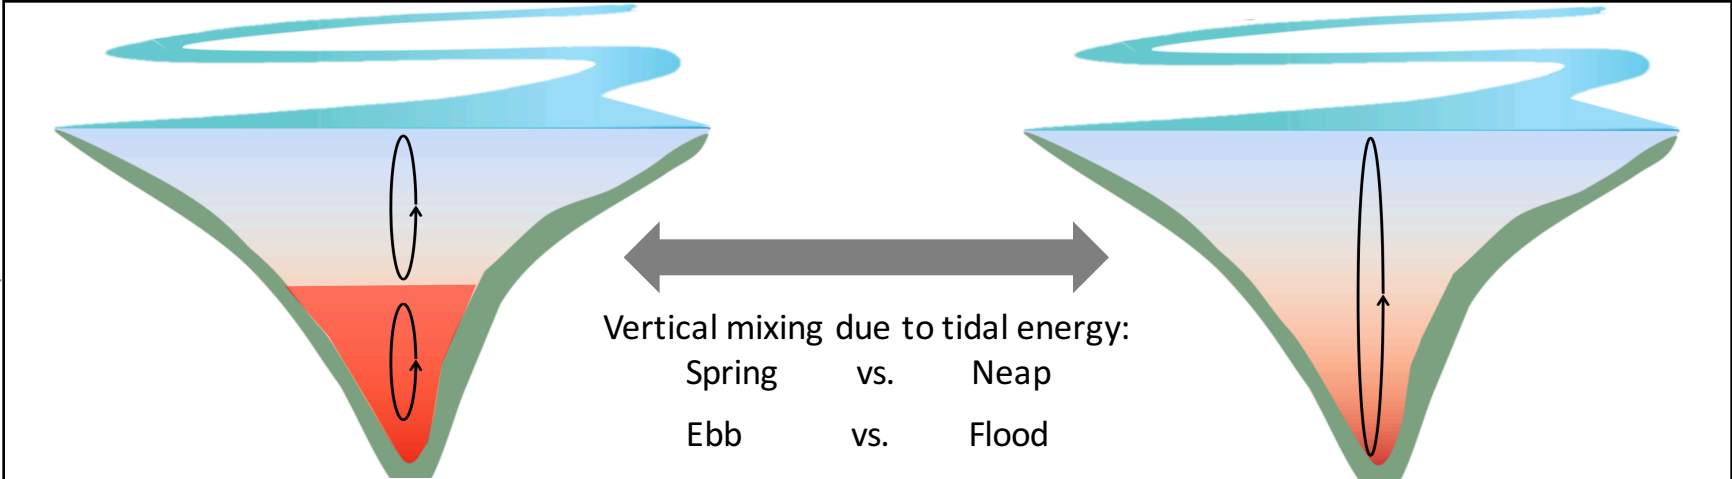 Vertical mixing due to tidal energy:
Spring vs. Neap
Ebb vs. Flood